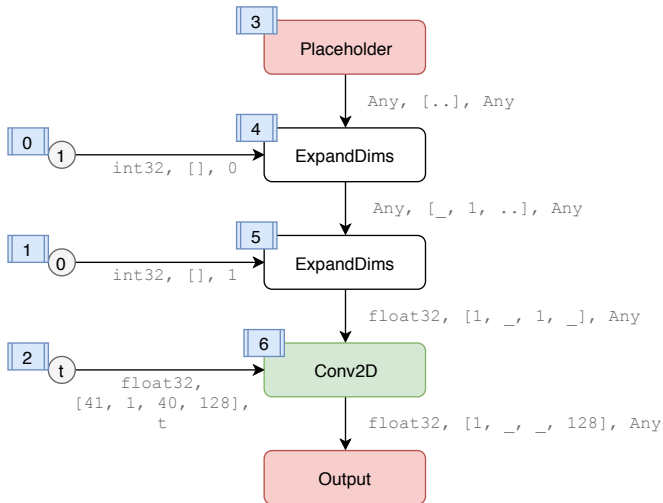 3
Placeholder
Any, [..], Any
0
1
int32, [], 0
4
ExpandDims
Any, [_, 1, ..], Any
1
0
int32, [], 1
5
ExpandDims
float32, [1, _, 1, _], Any
2
t
float32,
[41, 1, 40, 128],
t
6
Conv2D
float32, [1, _, _, 128], Any
Output